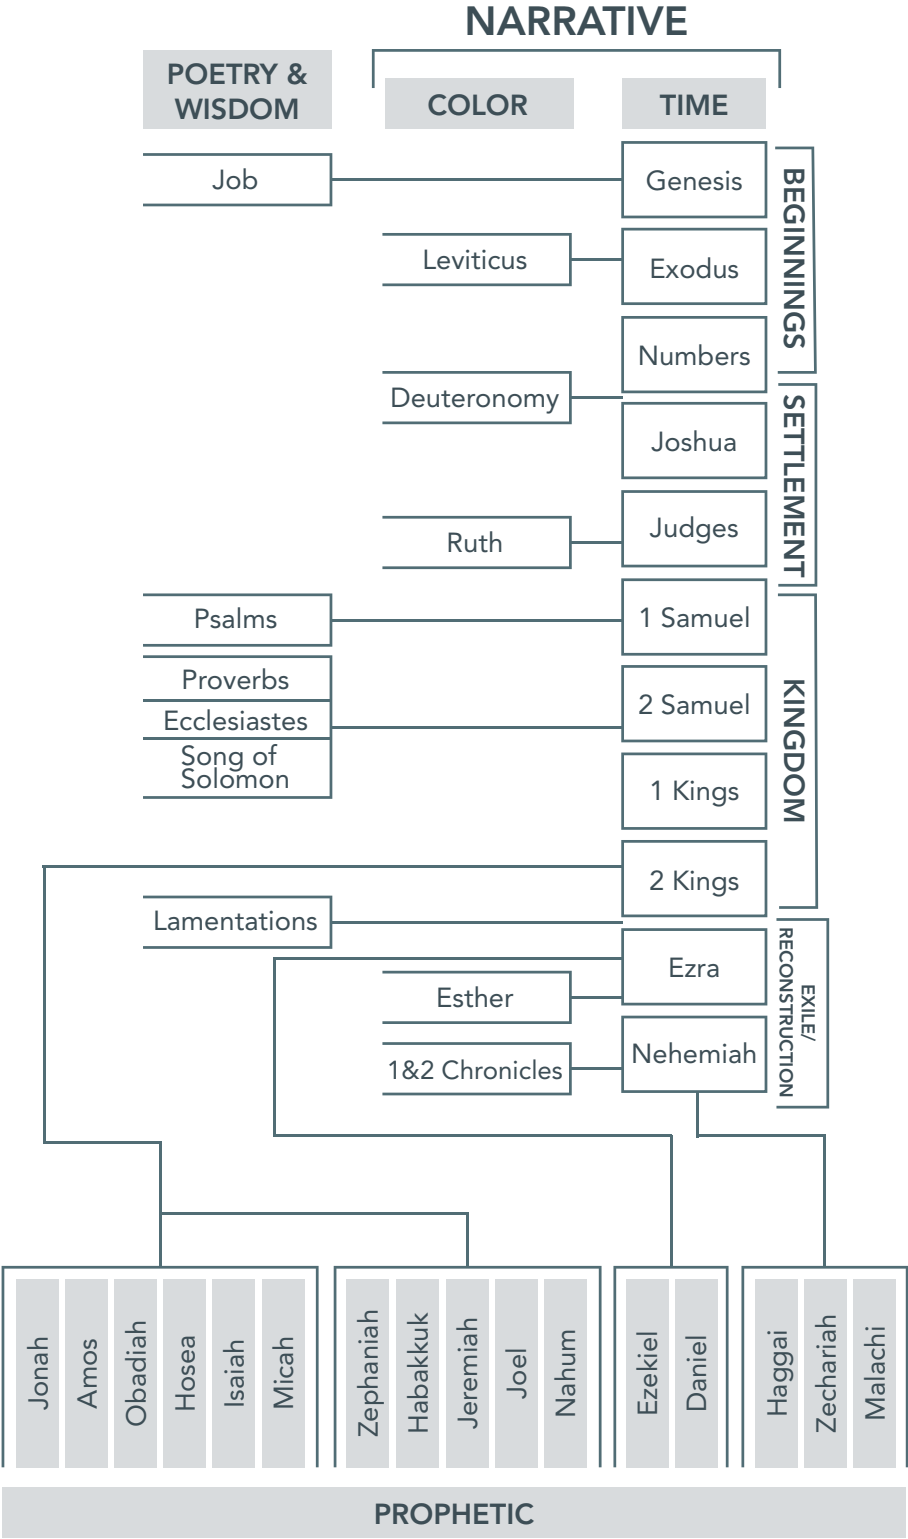 NARRATIVE
POETRY &
WISDOM
COLOR
TIME
Job
Genesis
BEGINNINGS
Leviticus
Exodus
Numbers
Deuteronomy
SETTLEMENT
Joshua
Ruth
Judges
Psalms
1 Samuel
KINGDOM
Proverbs
Ecclesiastes
Song of
Solomon
2 Samuel
1 Kings
2 Kings
Lamentations
EXILE/
RECONSTRUCTION
Ezra
Esther
Nehemiah
1&2 Chronicles
Jonah
Amos
Obadiah
Hosea
Isaiah
Micah
Zephaniah
Habakkuk
Jeremiah
Joel
Nahum
Ezekiel
Daniel
Haggai
Zechariah
Malachi
PROPHETIC